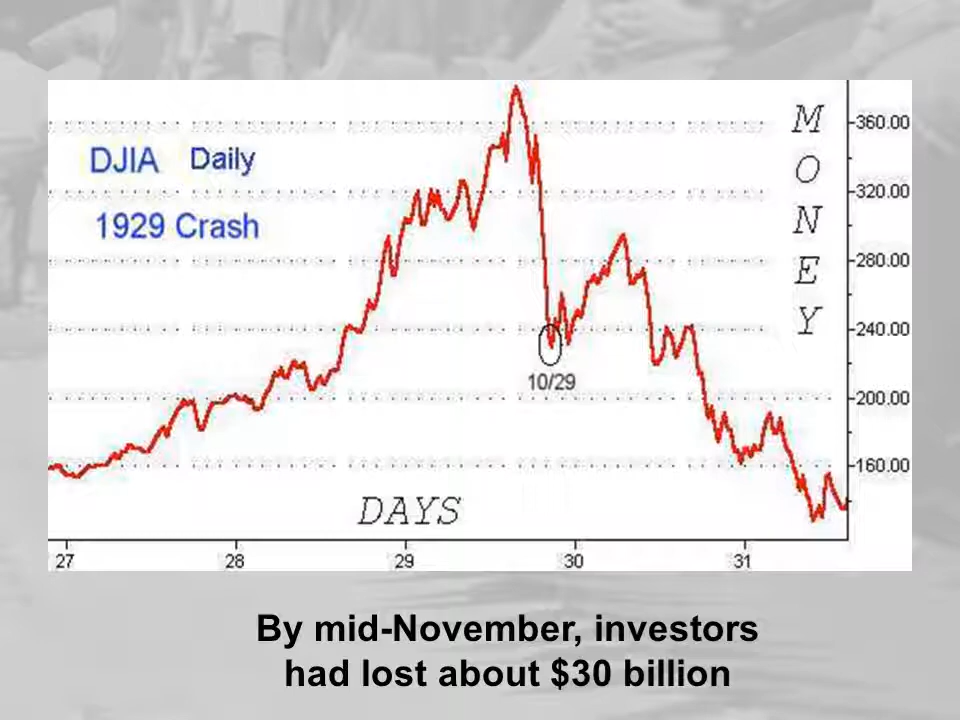 DJIA Daily
1929 Crash
M
O
N
E
Y
360.00
320.00
280.00
240.00
200.00
160.00
10/29
DAYS
27 28 29 30 31
By mid-November, investors
had lost about $30 billion